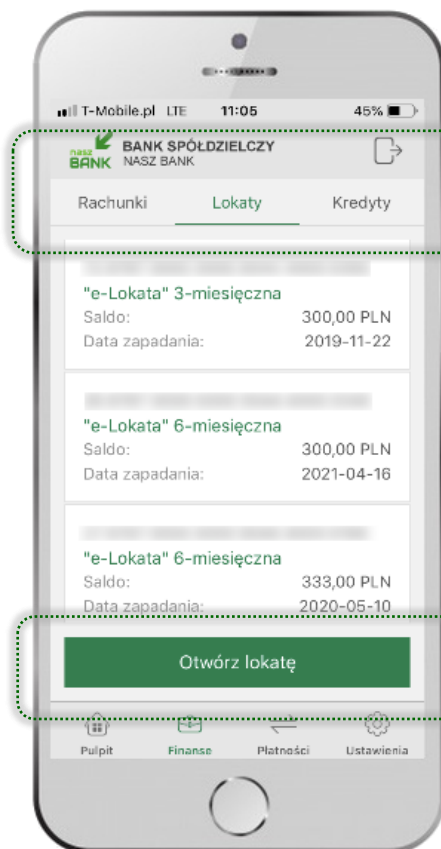 T-Mobile.pl LTE 11:05 45%
nasz BANK BANK SPÓŁDZIELCZY
NASZ BANK
Rachunki Lokaty Kredyty
"e-Lokata" 3-miesięczna
Saldo: 300,00 PLN
Data zapadania: 2019-11-22
"e-Lokata" 6-miesięczna
Saldo: 300,00 PLN
Data zapadania: 2021-04-16
"e-Lokata" 6-miesięczna
Saldo: 333,00 PLN
Data zapadania: 2020-05-10
Otwórz lokatę
Pulpit Finanse Płatności Ustawienia